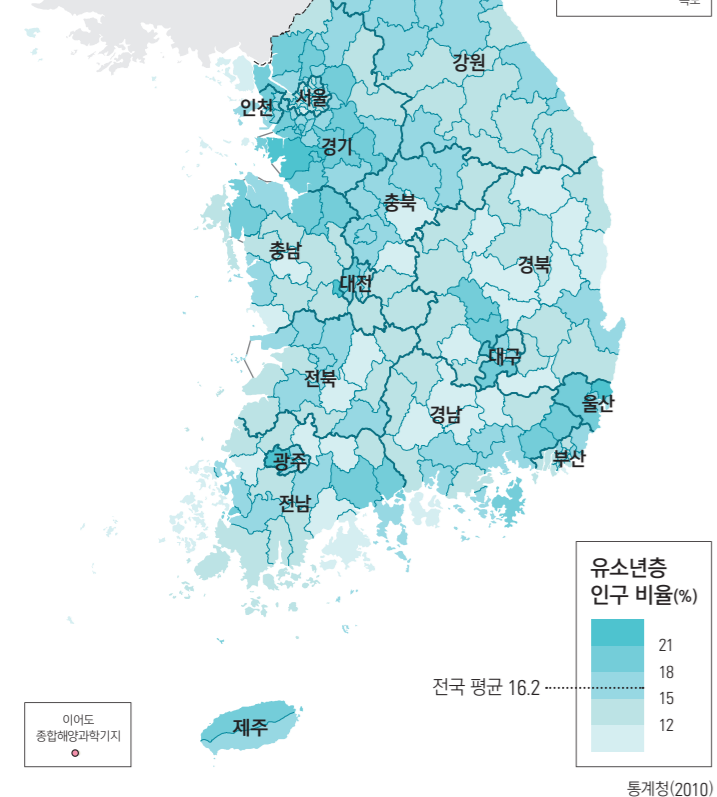 강원
서울
인천
경기
충북
충남
경북
대전
대구
전북
울산
경남
부산
광주
전남
제주
유소년층
인구 비율(%)
21
18
전국 평균 16.2
15
12
이어도
종합해양과학기지
통계청(2010)